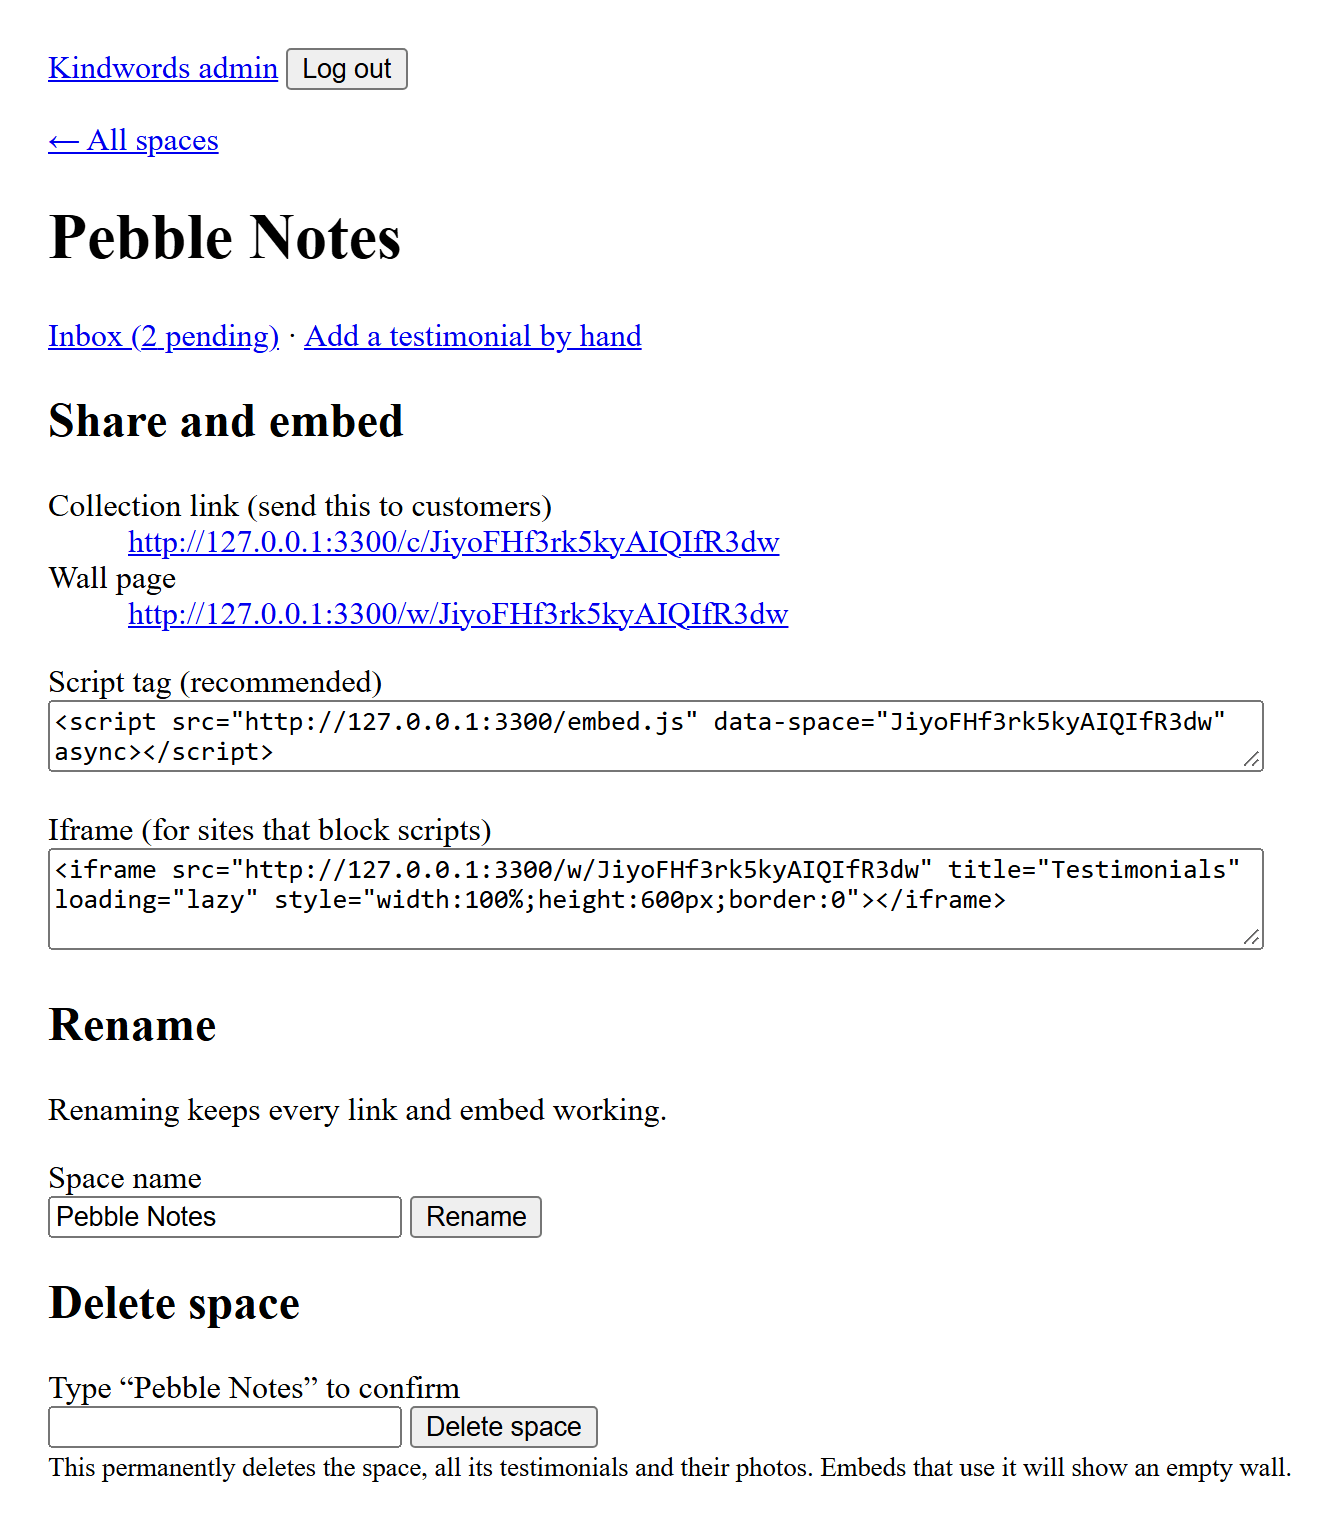 Kindwords admin Log out
← All spaces
Pebble Notes
Inbox (2 pending) · Add a testimonial by hand
Share and embed
Collection link (send this to customers)
http://127.0.0.1:3300/c/JiyoFHf3rk5kyAIQIfR3dw
Wall page
http://127.0.0.1:3300/w/JiyoFHf3rk5kyAIQIfR3dw
Script tag (recommended)
<script src="http://127.0.0.1:3300/embed.js" data-space="JiyoFHf3rk5kyAIQIfR3dw"
async></script>
Iframe (for sites that block scripts)
<iframe src="http://127.0.0.1:3300/w/JiyoFHf3rk5kyAIQIfR3dw" title="Testimonials"
loading="lazy" style="width:100%;height:600px;border:0"></iframe>
Rename
Renaming keeps every link and embed working.
Space name
Pebble Notes Rename
Delete space
Type “Pebble Notes” to confirm
Delete space
This permanently deletes the space, all its testimonials and their photos. Embeds that use it will show an empty wall.